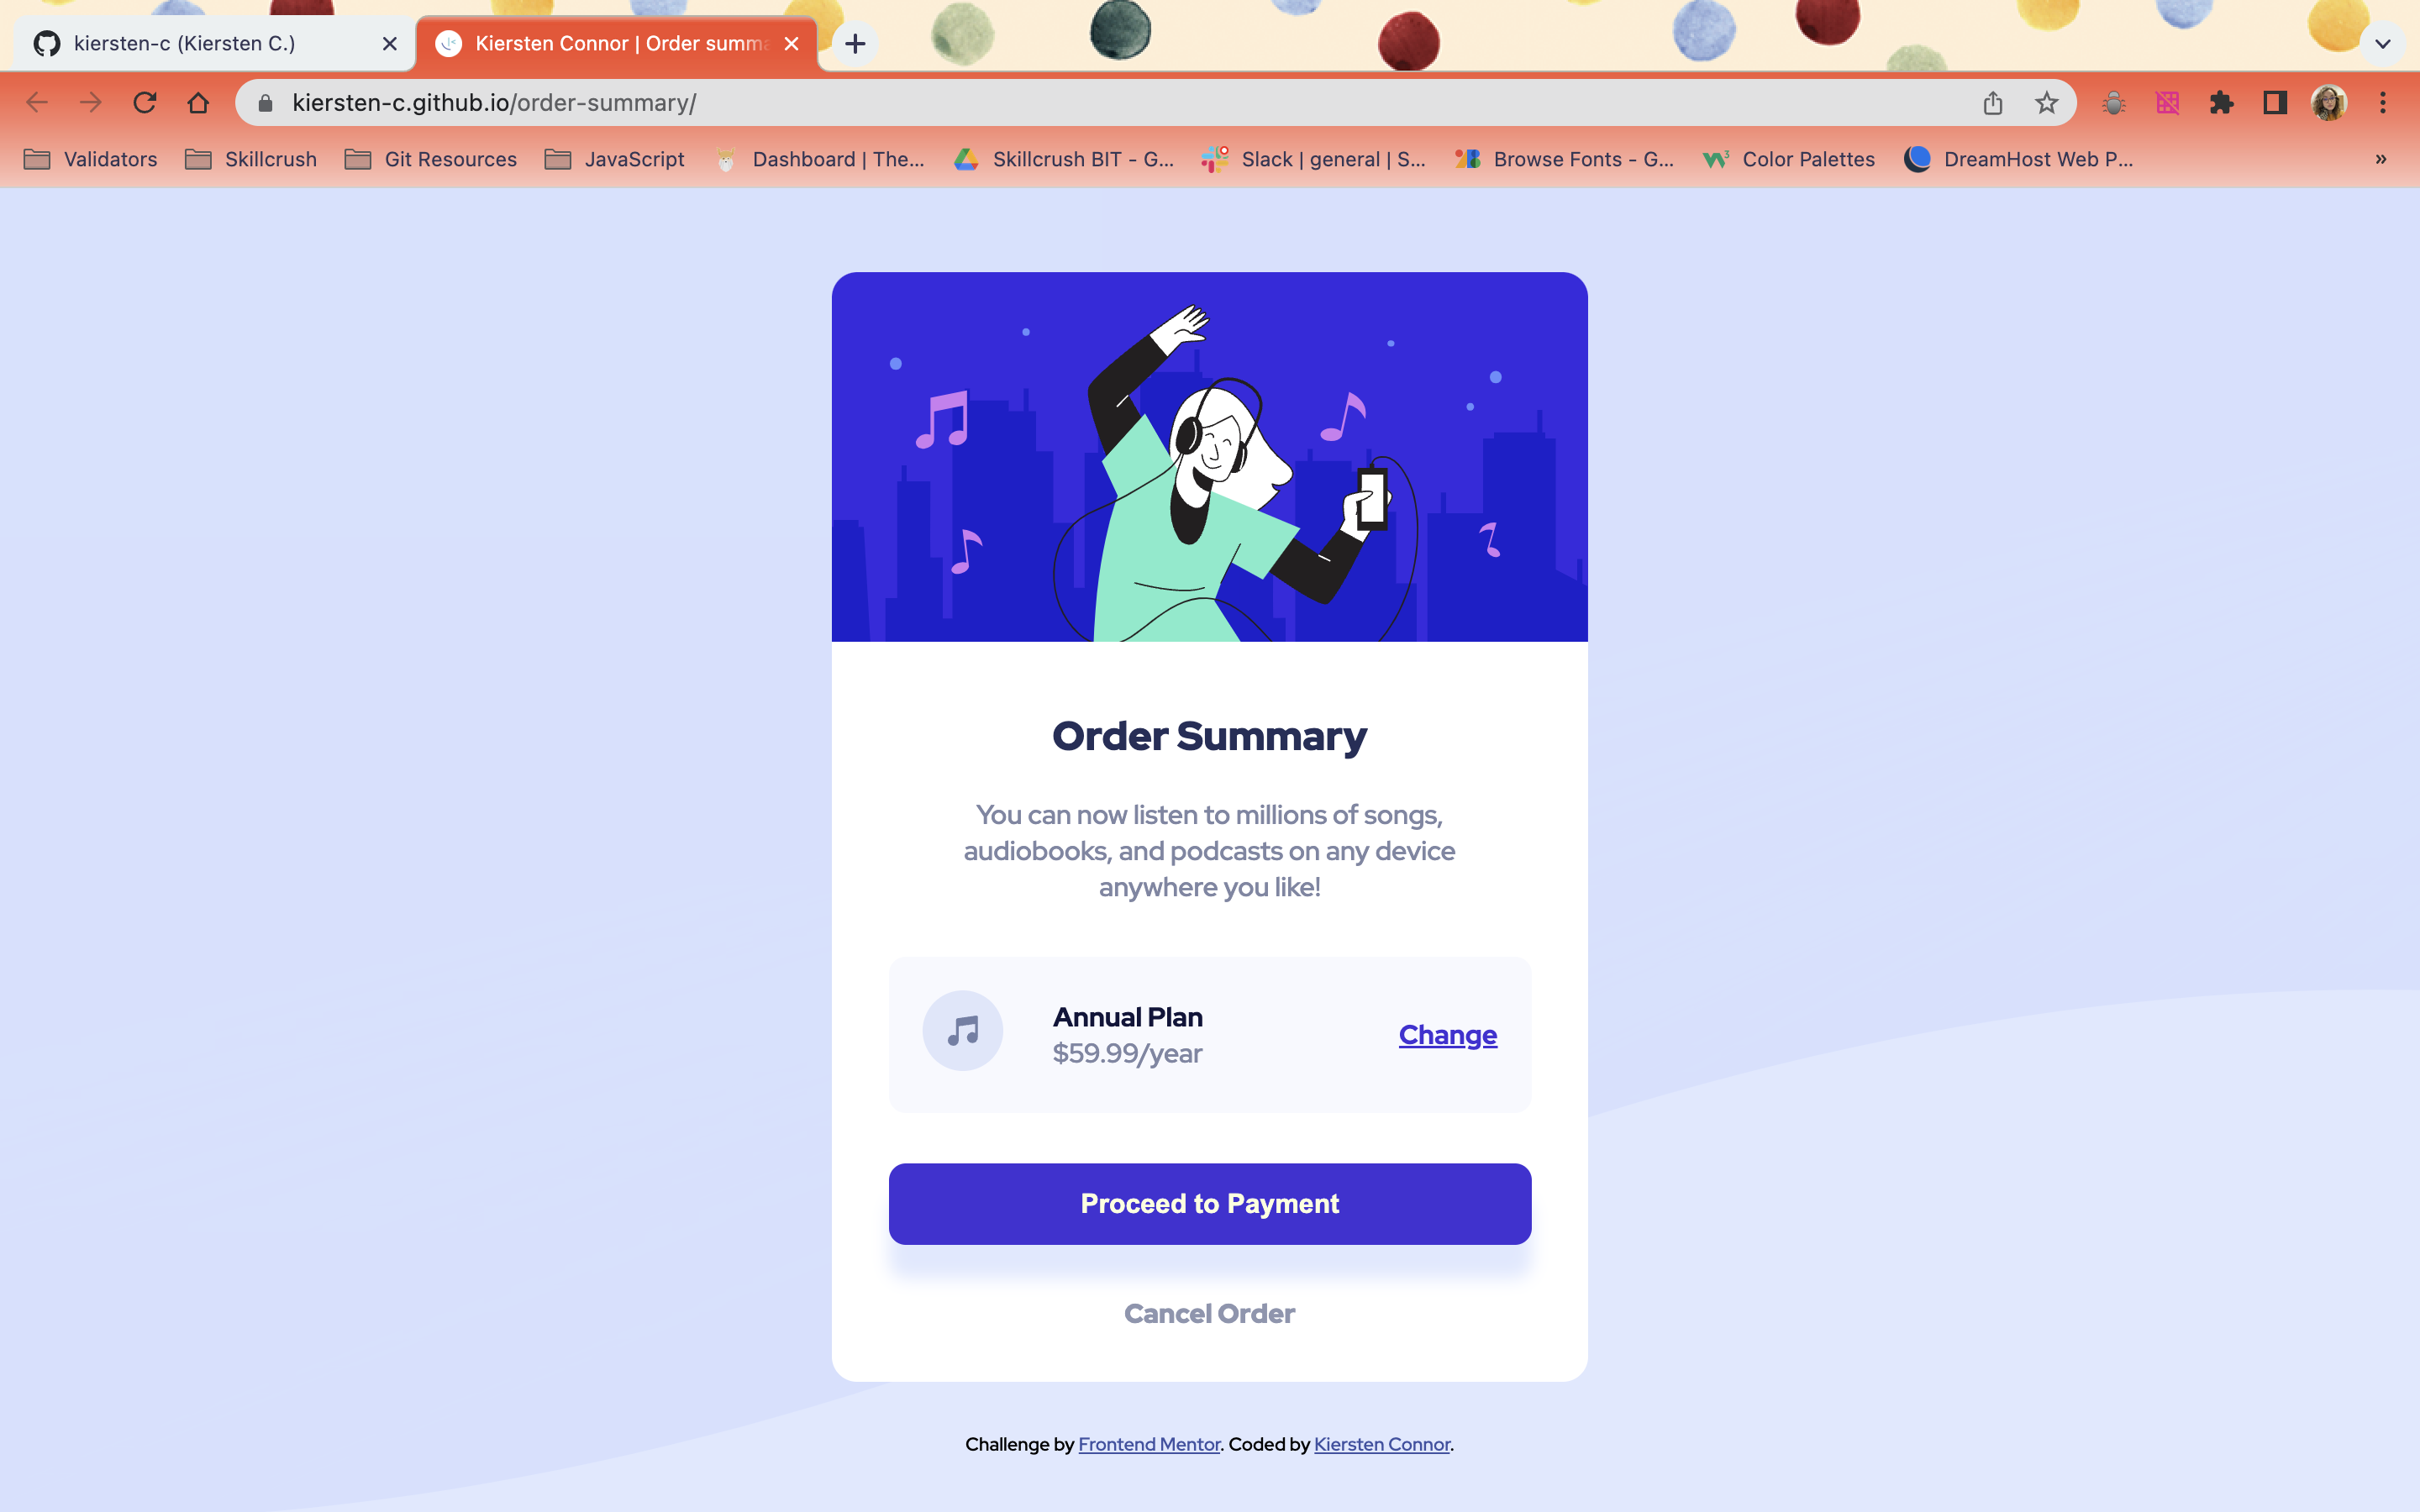 kiersten-c (Kiersten C.)
Kiersten Connor | Order summ
kiersten-c.github.io/order-summary/
Validators
Skillcrush
Git Resources
JavaScript
Dashboard | The...
Skillcrush BIT - G...
Slack | general | S...
Browse Fonts - G...
Color Palettes
DreamHost Web P...
»
Order Summary
You can now listen to millions of songs,
audiobooks, and podcasts on any device
anywhere you like!
Annual Plan
$59.99/year
Change
Proceed to Payment
Cancel Order
Challenge by Frontend Mentor. Coded by Kiersten Connor.